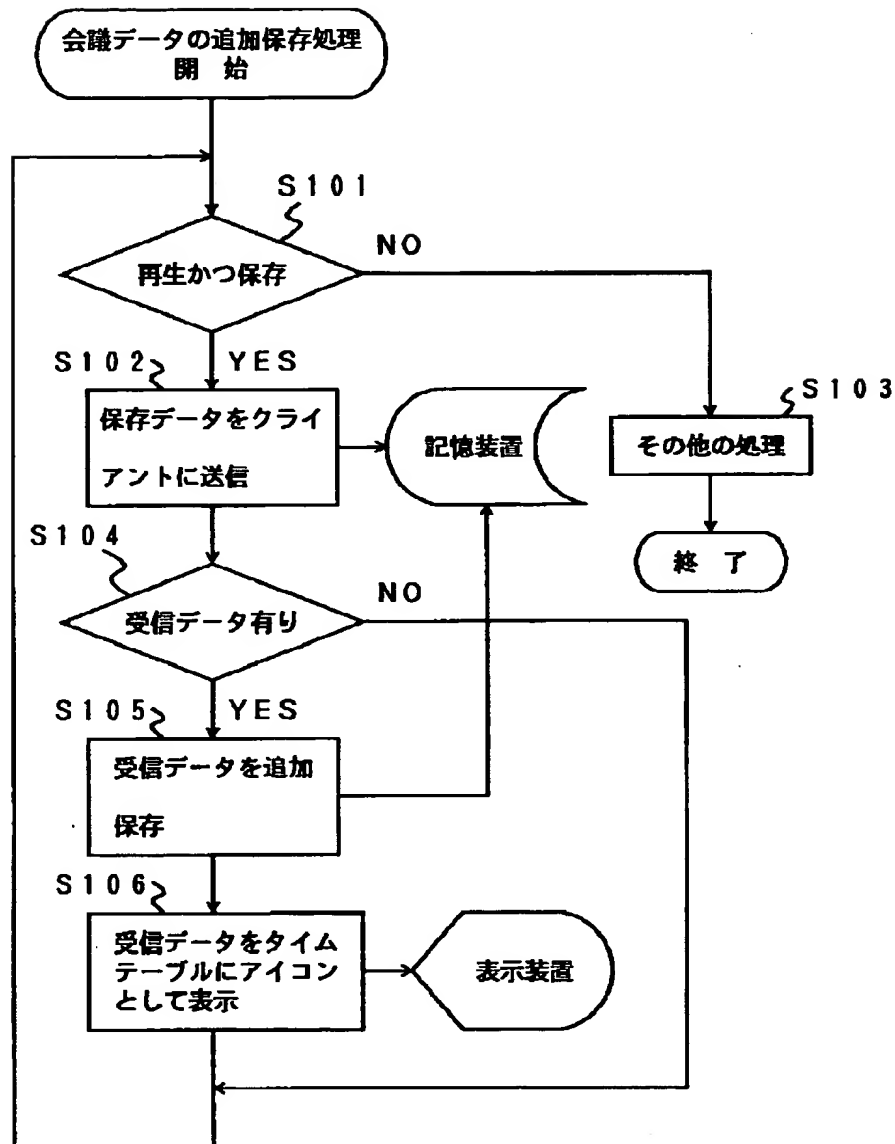 会議データの追加保存処理
開　始
S101
再生かつ保存
NO
YES
S102
保存データをクライ
アントに送信
記憶装置
S103
その他の処理
終　了
S104
受信データ有り
NO
YES
S105
受信データを追加
保存
S106
受信データをタイム
テーブルにアイコン
として表示
表示装置